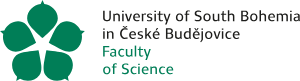 University of South Bohemia
in České Budějovice
Faculty
of Science